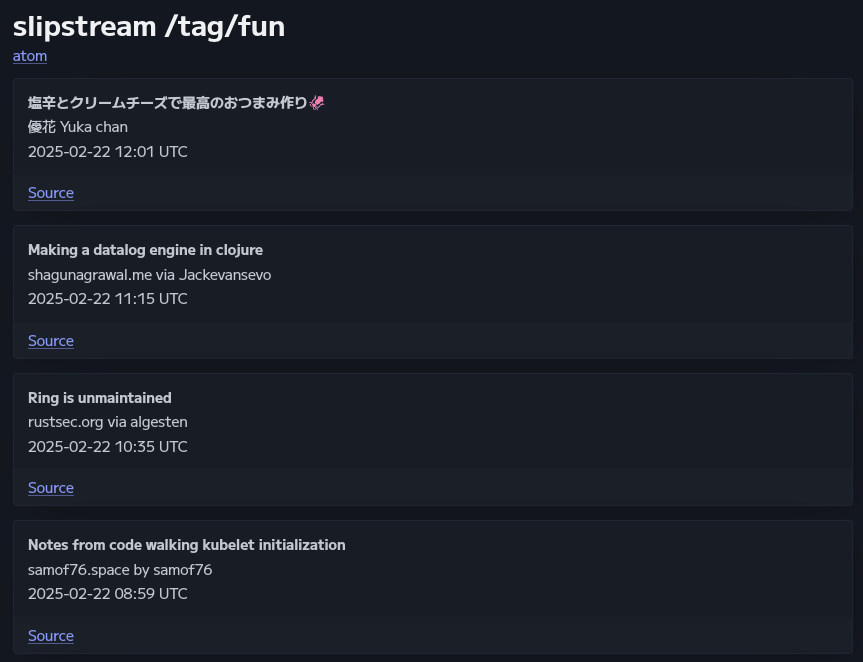 slipstream /tag/fun
atom
塩辛とクリームチーズで最高のおつまみ作り🦑
優花 Yuka chan
2025-02-22 12:01 UTC
Source
Making a datalog engine in clojure
shagunagrawal.me via Jackevansevo
2025-02-22 11:15 UTC
Source
Ring is unmaintained
rustsec.org via algesten
2025-02-22 10:35 UTC
Source
Notes from code walking kubelet initialization
samof76.space by samof76
2025-02-22 08:59 UTC
Source